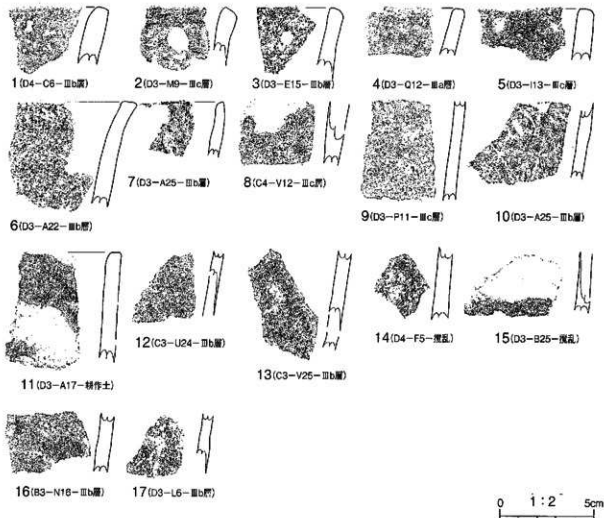 1(D4-C6-Ⅲb層) 2(D3-M9-Ⅲc層) 3(D3-E15-Ⅲb層) 4(D3-Q12-Ⅲa層) 5(D3-I13-Ⅲc層)
6(D3-A22-Ⅲb層) 7(D3-A25-Ⅲb層) 8(C4-V12-Ⅲc層) 9(D3-P11-Ⅲc層) 10(D3-A25-Ⅲb層)
11(D3-A17-耕作土) 12(C3-U24-Ⅲb層) 13(C3-V25-Ⅲb層) 14(D4-F5-攪乱) 15(D3-B25-攪乱)
16(B3-N16-Ⅲb層) 17(D3-L6-Ⅲb層)
0 1:2 5cm